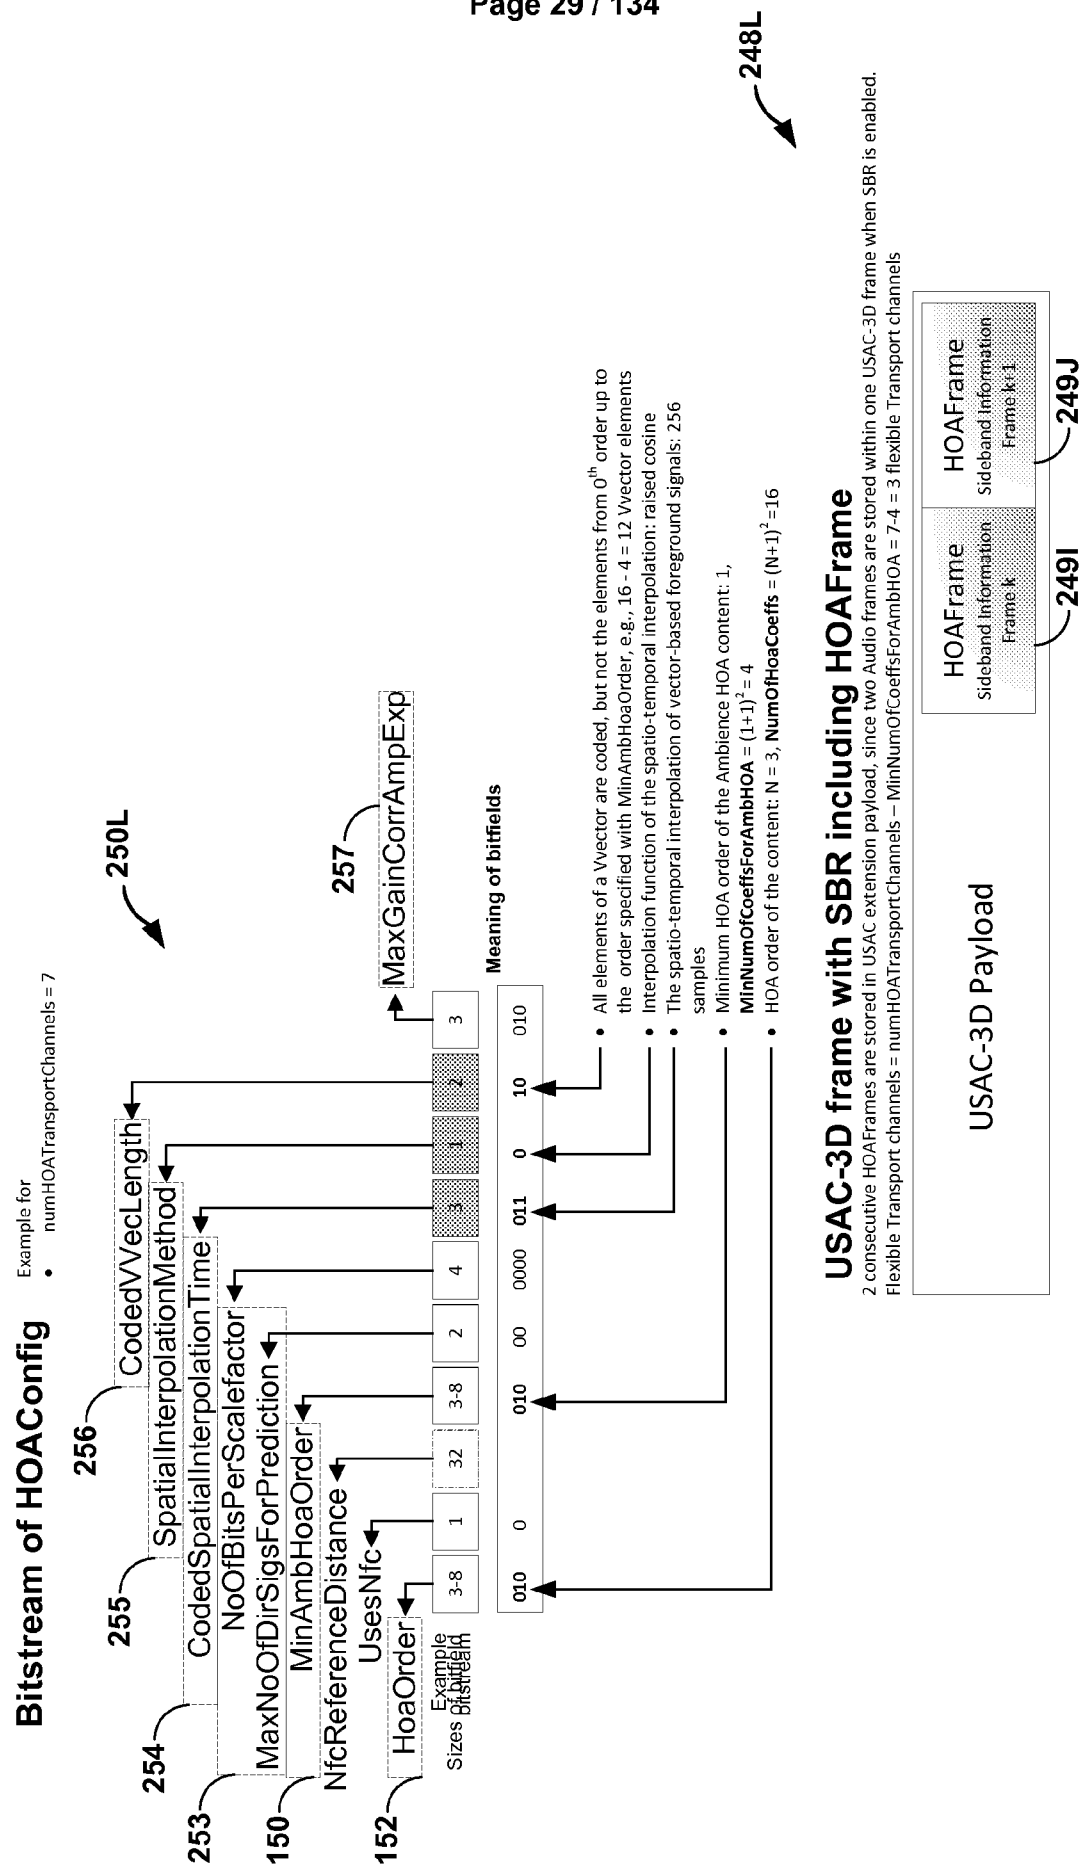 Page 29 / 134
Bitstream of HOAConfig
Example for
• numHOATransportChannels = 7
250L
256
CodedVVecLength
255
SpatialInterpolationMethod
254
CodedSpatialInterpolationTime
253
NoOfBitsPerScalefactor
MaxNoOfDirSigsForPrediction
150
MinAmbHoaOrder
NfcReferenceDistance
UsesNfc
152
HoaOrder
257
MaxGainCorrAmpExp
Sizes of bitfield
3-8 1 32 3-8 2 4 3 1 2 3
Example
bitstream
010 0 010 00 0000 011 0 10 010
Meaning of bitfields
• All elements of a Vvector are coded, but not the elements from 0th order up to
the order specified with MinAmbHoaOrder, e.g., 16 - 4 = 12 Vvector elements
• Interpolation function of the spatio-temporal interpolation: raised cosine
• The spatio-temporal interpolation of vector-based foreground signals: 256
samples
• Minimum HOA order of the Ambience HOA content: 1,
MinNumOfCoeffsForAmbHOA = (1+1)2 = 4
• HOA order of the content: N = 3, NumOfHoaCoeffs = (N+1)2 =16
248L
USAC-3D frame with SBR including HOAFrame
2 consecutive HOAFrames are stored in USAC extension payload, since two Audio frames are stored within one USAC-3D frame when SBR is enabled.
Flexible Transport channels = numHOATransportChannels – MinNumOfCoeffsForAmbHOA = 7-4 = 3 flexible Transport channels
USAC-3D Payload
HOAFrame
Sideband Information
Frame k
HOAFrame
Sideband Information
Frame k+1
249I
249J